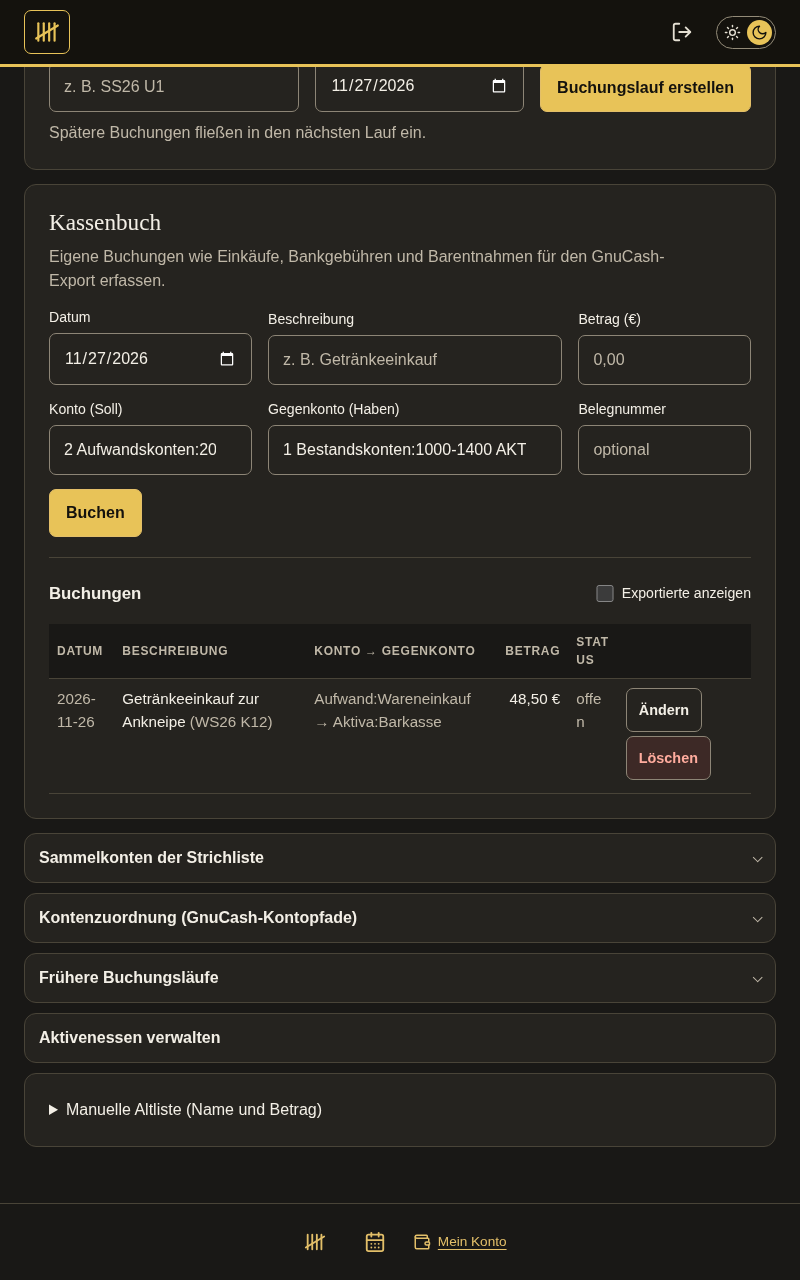 z. B. SS26 U1
11/27/2026
Buchungslauf erstellen
Spätere Buchungen fließen in den nächsten Lauf ein.
Kassenbuch
Eigene Buchungen wie Einkäufe, Bankgebühren und Barentnahmen für den GnuCash-
Export erfassen.
Datum
Beschreibung
Betrag (€)
11/27/2026
z. B. Getränkeeinkauf
0,00
Konto (Soll)
Gegenkonto (Haben)
Belegnummer
2 Aufwandskonten:20
1 Bestandskonten:1000-1400 AKT
optional
Buchen
Buchungen
Exportierte anzeigen
DATUM BESCHREIBUNG KONTO → GEGENKONTO BETRAG STAT
US
2026- Getränkeeinkauf zur Aufwand:Wareneinkauf 48,50 € offe Ändern
11-26 Ankneipe (WS26 K12) → Aktiva:Barkasse n
Löschen
Sammelkonten der Strichliste
Kontenzuordnung (GnuCash-Kontopfade)
Frühere Buchungsläufe
Aktivenessen verwalten
Manuelle Altliste (Name und Betrag)
Mein Konto